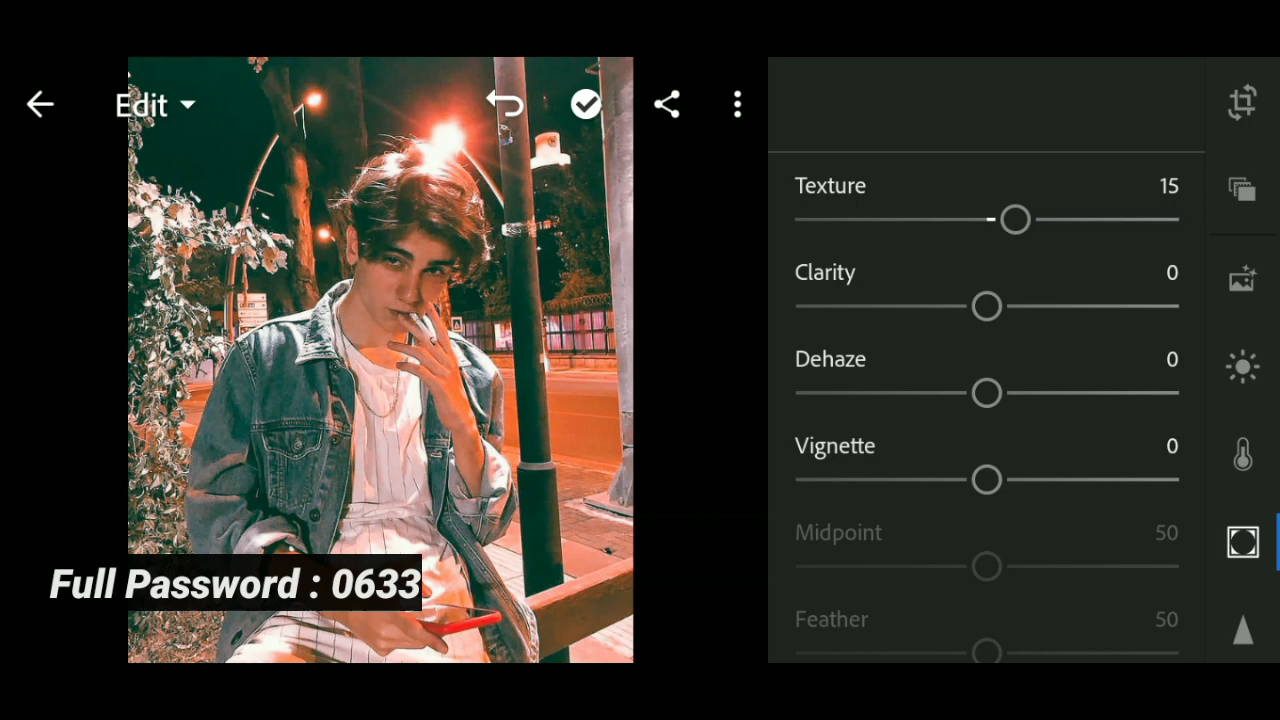 Edit
Texture 15
Clarity 0
Dehaze 0
Vignette 0
Midpoint 50
Feather 50
Full Password : 0633